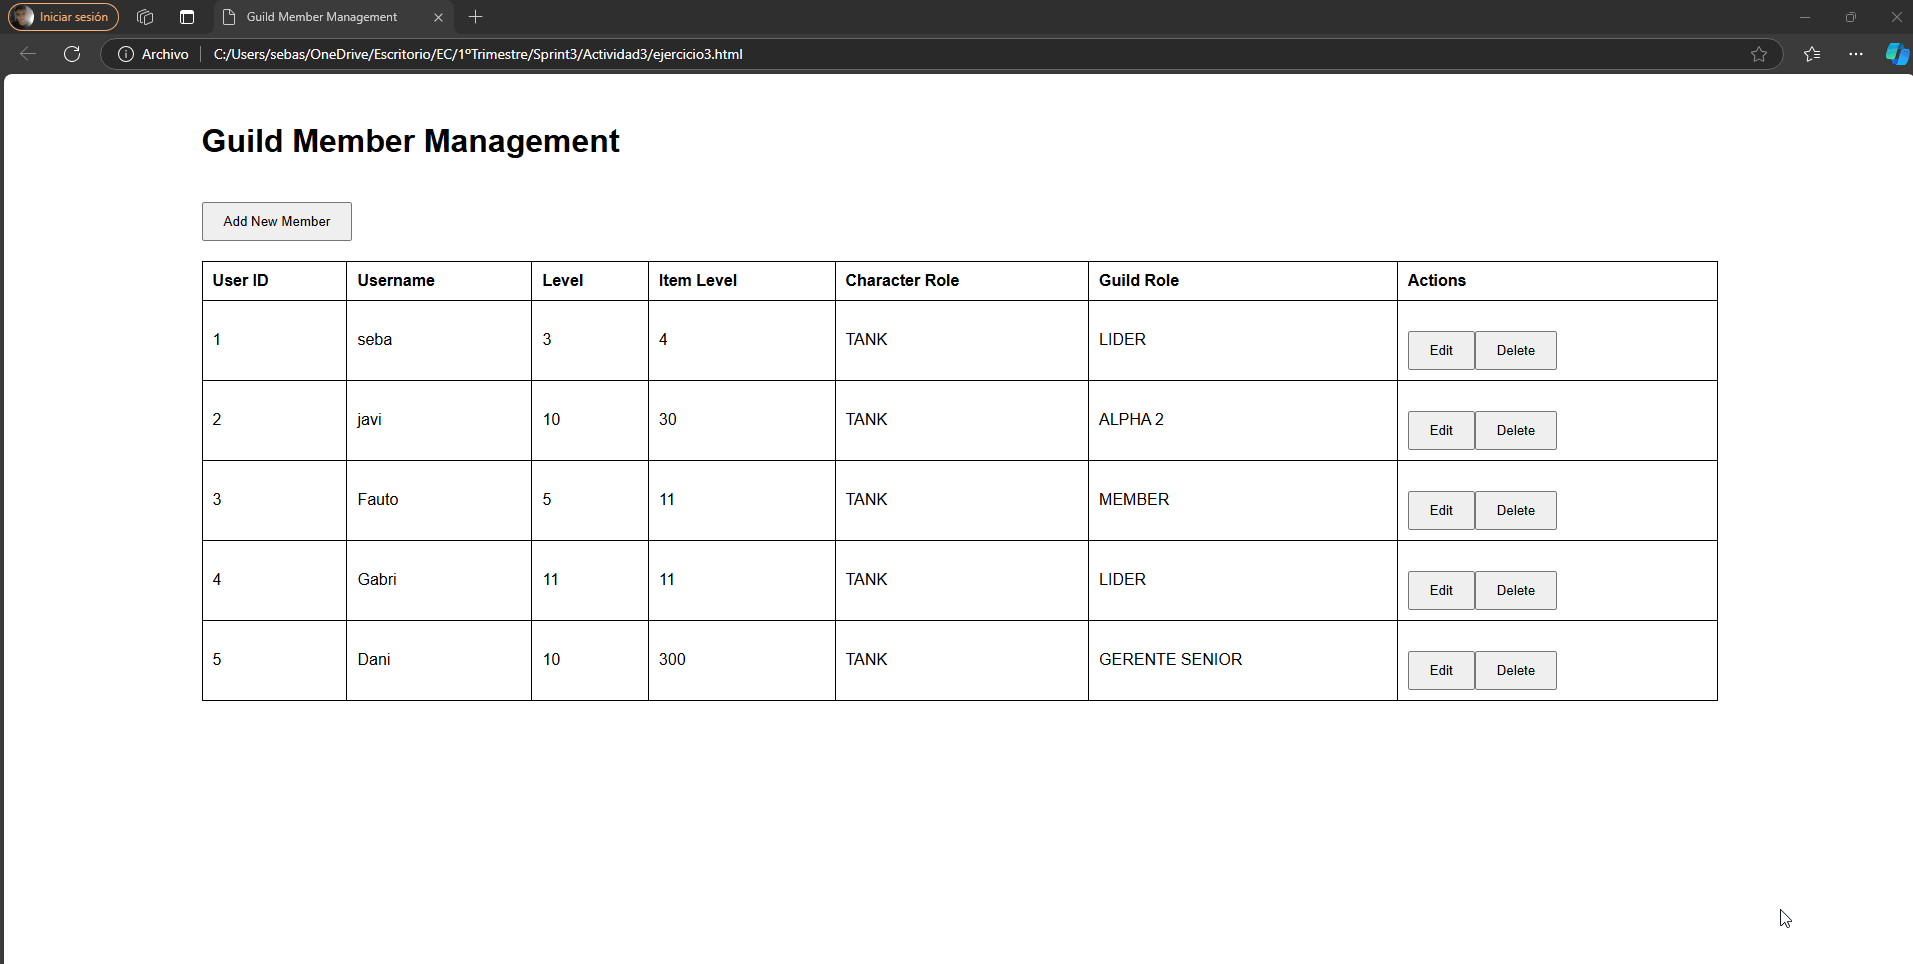 Iniciar sesión
Guild Member Management
Archivo C:/Users/sebas/OneDrive/Escritorio/EC/1ºTrimestre/Sprint3/Actividad3/ejercicio3.html
Guild Member Management
Add New Member
User ID Username Level Item Level Character Role Guild Role Actions
1 seba 3 4 TANK LIDER Edit Delete
2 javi 10 30 TANK ALPHA 2 Edit Delete
3 Fauto 5 11 TANK MEMBER Edit Delete
4 Gabri 11 11 TANK LIDER Edit Delete
5 Dani 10 300 TANK GERENTE SENIOR Edit Delete